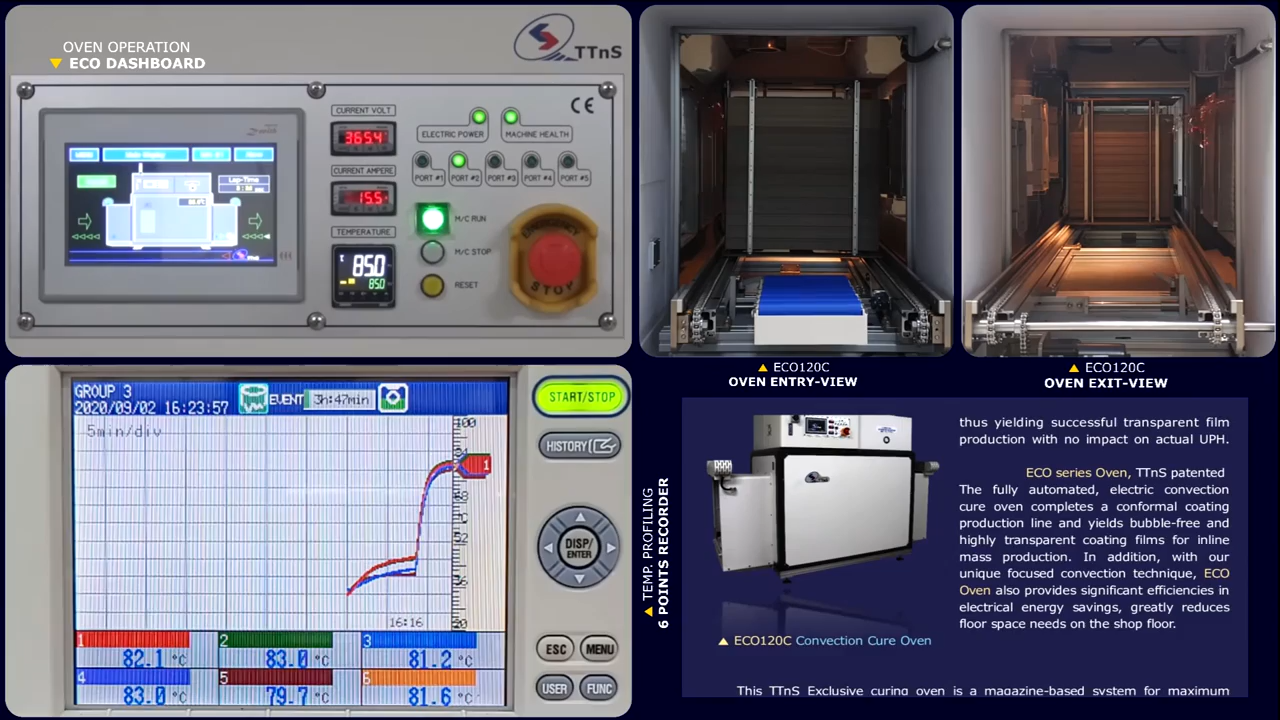 OVEN OPERATION
▼ ECO DASHBOARD
TTnS
CE
CURRENT VOLT
365.4
CURRENT AMPERE
15.5
TEMPERATURE
85.0
85.0
ELECTRIC POWER
MACHINE HEALTH
PORT #1
PORT #2
PORT #3
PORT #4
PORT #5
M/C RUN
M/C STOP
RESET
EMERGENCY
STOP
▲ ECO120C
OVEN ENTRY-VIEW
▲ ECO120C
OVEN EXIT-VIEW
GROUP 3
2020/09/02 16:23:57
EVENT
3h:47min
5min/div
100
1
52
36
20
16:16
1
82.1 °C
2
83.0 °C
3
81.2 °C
4
83.0 °C
5
79.7 °C
6
81.6 °C
START/STOP
HISTORY
DISP/
ENTER
ESC
MENU
USER
FUNC
▲ TEMP. PROFILING
6 POINTS RECORDER
thus yielding successful transparent film
production with no impact on actual UPH.
ECO series Oven, TTnS patented
The fully automated, electric convection
cure oven completes a conformal coating
production line and yields bubble-free and
highly transparent coating films for inline
mass production. In addition, with our
unique focused convection technique, ECO
Oven also provides significant efficiencies in
electrical energy savings, greatly reduces
floor space needs on the shop floor.
▲ ECO120C Convection Cure Oven
This TTnS Exclusive curing oven is a magazine-based system for maximum